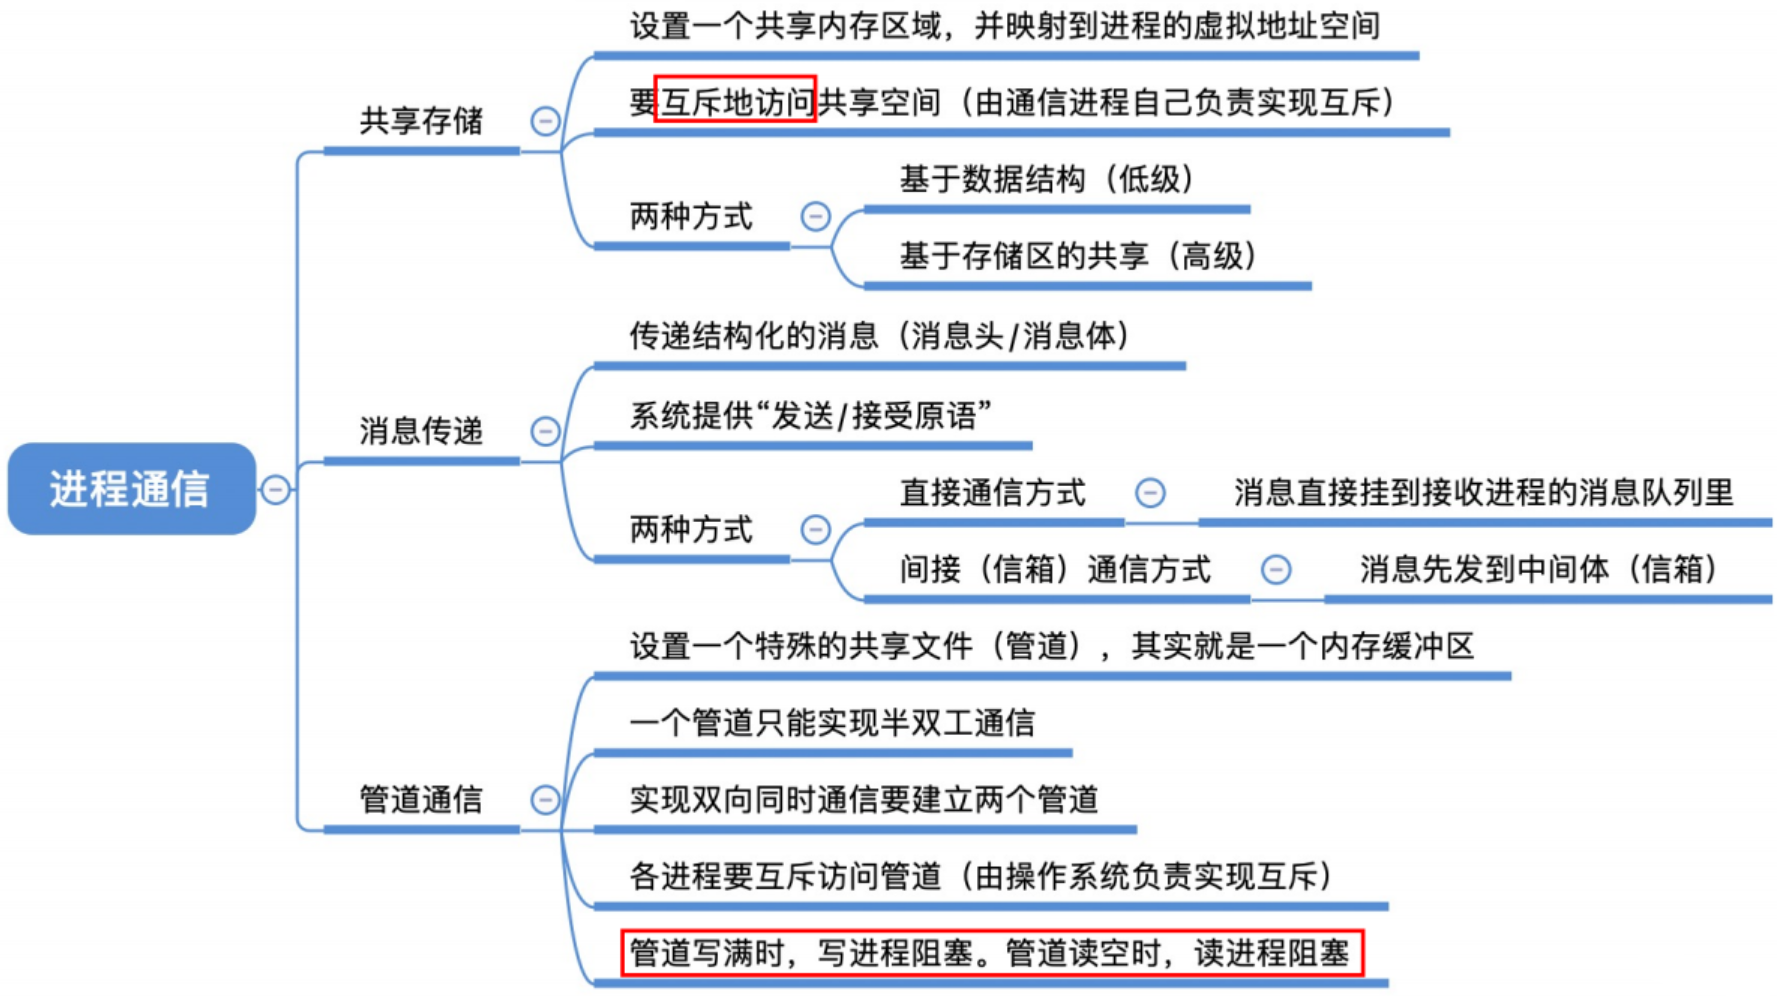 进程通信
共享存储
设置一个共享内存区域，并映射到进程的虚拟地址空间
要互斥地访问共享空间（由通信进程自己负责实现互斥）
两种方式
基于数据结构（低级）
基于存储区的共享（高级）
消息传递
传递结构化的消息（消息头/消息体）
系统提供“发送/接受原语”
两种方式
直接通信方式
消息直接挂到接收进程的消息队列里
间接（信箱）通信方式
消息先发到中间体（信箱）
管道通信
设置一个特殊的共享文件（管道），其实就是一个内存缓冲区
一个管道只能实现半双工通信
实现双向同时通信要建立两个管道
各进程要互斥访问管道（由操作系统负责实现互斥）
管道写满时，写进程阻塞。管道读空时，读进程阻塞